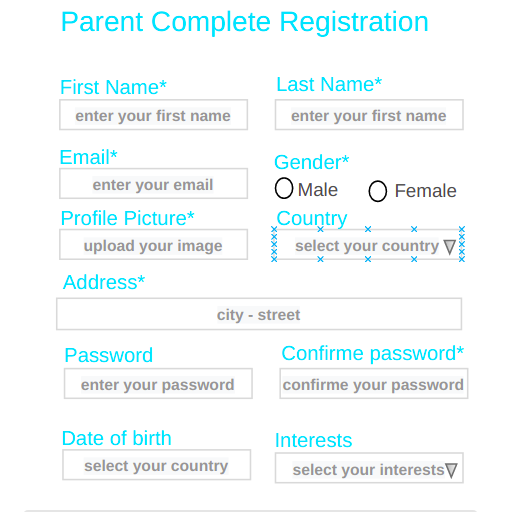 Parent Complete Registration
First Name*
Last Name*
enter your first name
enter your first name
Email*
Gender*
enter your email
Male
Female
Profile Picture*
Country
upload your image
select your country
Address*
city - street
Password
Confirme password*
enter your password
confirme your password
Date of birth
Interests
select your country
select your interests